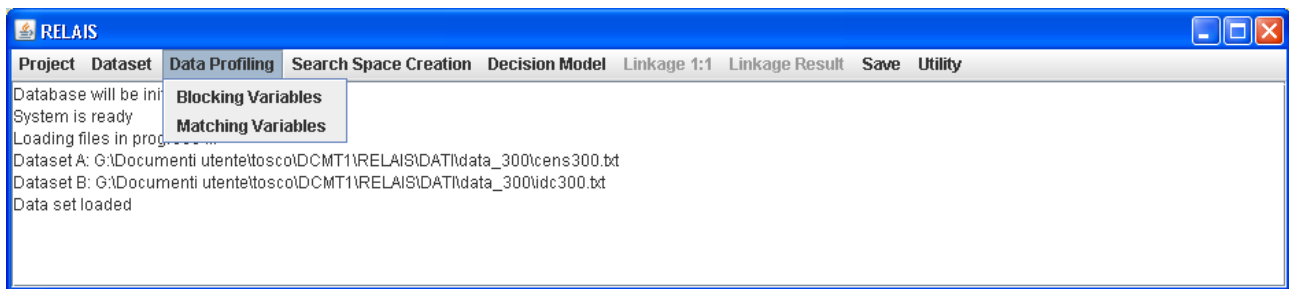 RELAIS
Project Dataset Data Profiling Search Space Creation Decision Model Linkage 1:1 Linkage Result Save Utility
Blocking Variables
Matching Variables
Database will be
System is ready
Loading files in
Dataset A: G:\Documenti utente\tosco\DCMT1\RELAIS\DATI\data_300\cens300.txt
Dataset B: G:\Documenti utente\tosco\DCMT1\RELAIS\DATI\data_300\idc300.txt
Data set loaded